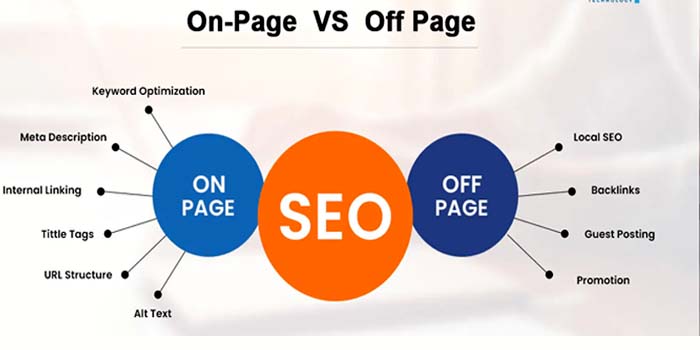 TECHNOLOGY
On-Page VS Off Page
Keyword Optimization
Meta Description
Internal Linking
Tittle Tags
URL Structure
Alt Text
ON
PAGE
SEO
OFF
PAGE
Local SEO
Backlinks
Guest Posting
Promotion